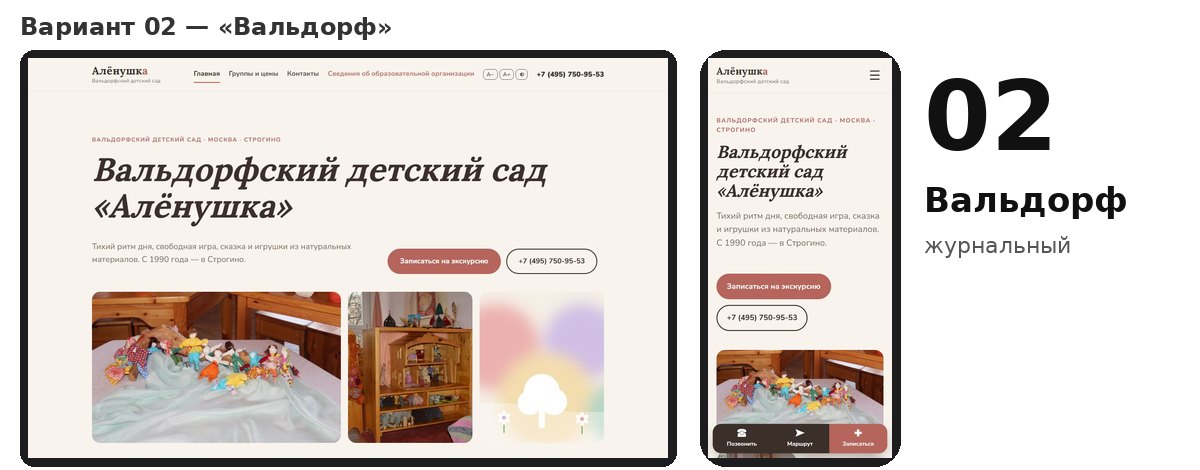 Вариант 02 — «Вальдорф»
Алёнушка
Вальдорфский детский сад
Главная Группы и цены Контакты Сведения об образовательной организации A− A+ +7 (495) 750-95-53
ВАЛЬДОРФСКИЙ ДЕТСКИЙ САД · МОСКВА · СТРОГИНО
Вальдорфский детский сад
«Алёнушка»
Тихий ритм дня, свободная игра, сказка и игрушки из натуральных
материалов. С 1990 года — в Строгино.
Записаться на экскурсию +7 (495) 750-95-53
Алёнушка
Вальдорфский детский сад
ВАЛЬДОРФСКИЙ ДЕТСКИЙ САД · МОСКВА ·
СТРОГИНО
Вальдорфский
детский сад
«Алёнушка»
Тихий ритм дня, свободная игра, сказка
и игрушки из натуральных материалов.
С 1990 года — в Строгино.
Записаться на экскурсию
+7 (495) 750-95-53
Позвонить Маршрут Записаться
02
Вальдорф
журнальный